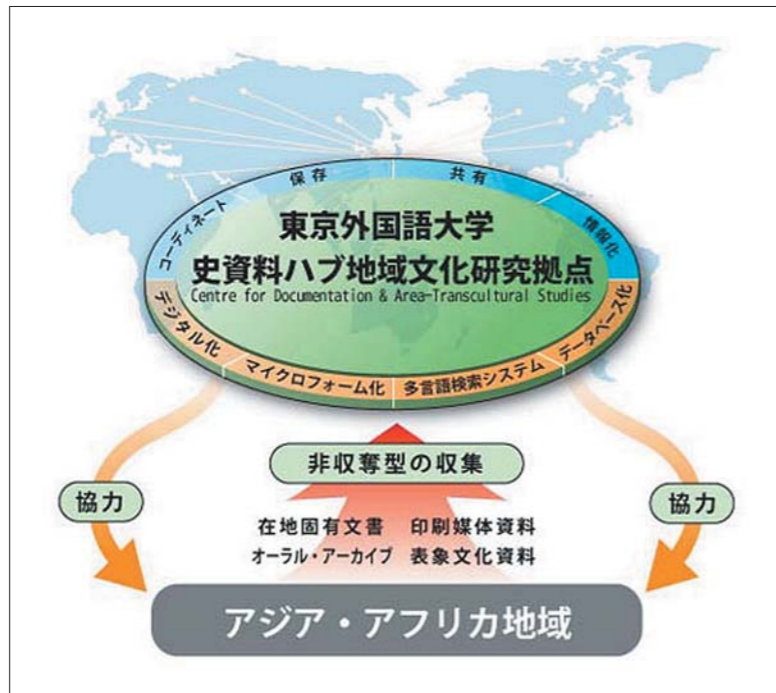 保存
共有
コーディネート
情報化
東京外国語大学
史資料ハブ地域文化研究拠点
Centre for Documentation & Area-Transcultural Studies
デジタル化
マイクロフォーム化
多言語検索システム
データベース化
非収奪型の収集
協力
協力
在地固有文書 印刷媒体資料
オーラル・アーカイブ 表象文化資料
アジア・アフリカ地域